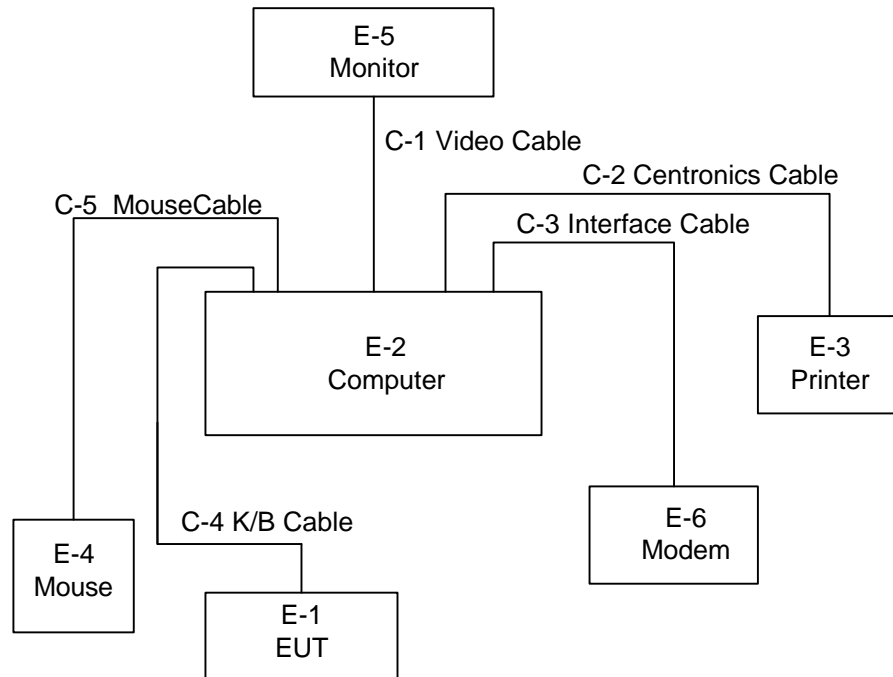 E-5
Monitor
C-1 Video Cable
C-2 Centronics Cable
C-5 MouseCable
C-3 Interface Cable
E-2
Computer
E-3
Printer
C-4 K/B Cable
E-6
Modem
E-4
Mouse
E-1
EUT